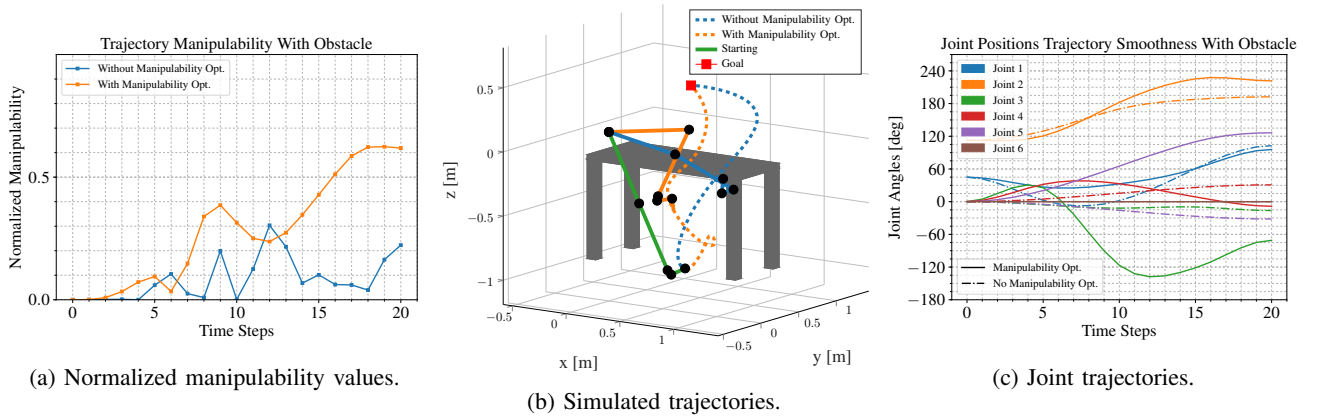 Trajectory Manipulability With Obstacle
Without Manipulability Opt.
With Manipulability Opt.
Normalized Manipulability
0.5
0.0
0 5 10 15 20
Time Steps
(a) Normalized manipulability values.
Without Manipulability Opt.
With Manipulability Opt.
Starting
Goal
z [m]
0.5
0
−0.5
−1
−0.5 0 0.5 1
x [m]
−0.5 0 0.5 1
y [m]
(b) Simulated trajectories.
Joint Positions Trajectory Smoothness With Obstacle
Joint 1
Joint 2
Joint 3
Joint 4
Joint 5
Joint 6
Manipulability Opt.
No Manipulability Opt.
Joint Angles [deg]
240
180
120
60
0
−60
−120
−180
0 5 10 15 20
Time Steps
(c) Joint trajectories.